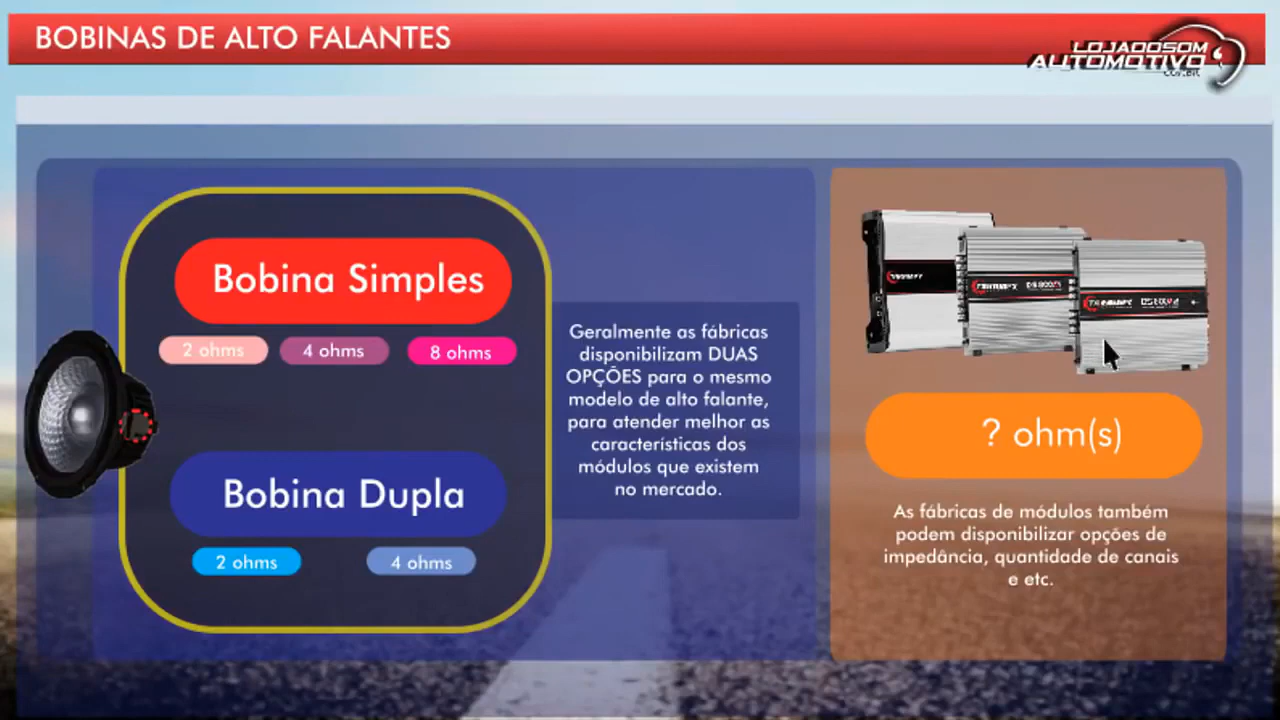 BOBINAS DE ALTO FALANTES
LOJADOSOM
AUTOMOTIVO
Bobina Simples
2 ohms 4 ohms 8 ohms
Bobina Dupla
2 ohms 4 ohms
Geralmente as fábricas
disponibilizam DUAS
OPÇÕES para o mesmo
modelo de alto falante,
para atender melhor as
características dos
módulos que existem
no mercado.
? ohm(s)
As fábricas de módulos também
podem disponibilizar opções de
impedância, quantidade de canais
e etc.